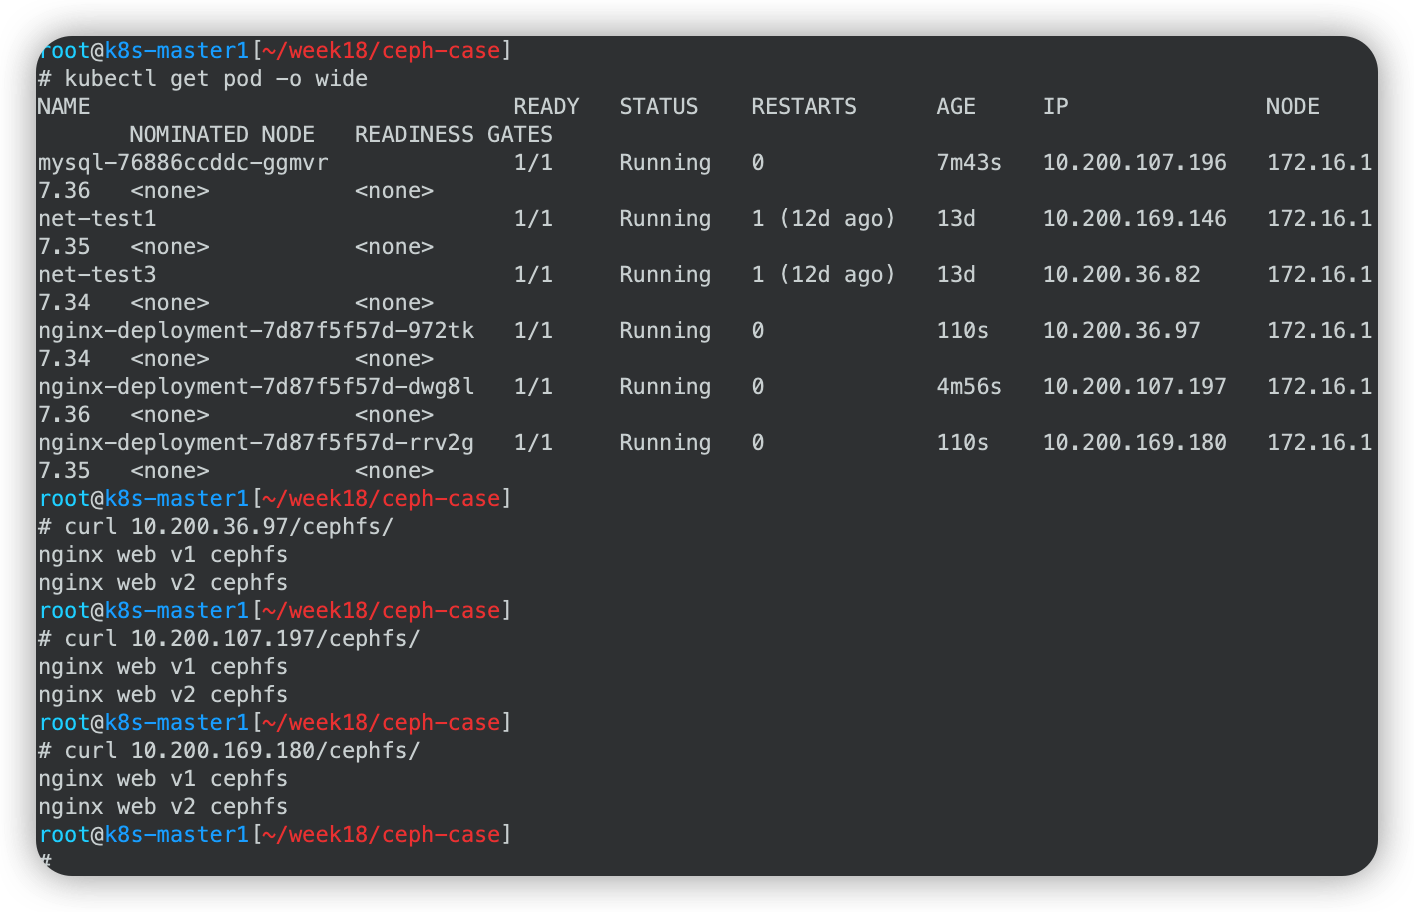 root@k8s-master1[~/week18/ceph-case]
# kubectl get pod -o wide
NAME                                READY   STATUS    RESTARTS      AGE     IP               NODE
       NOMINATED NODE   READINESS GATES
mysql-76886ccddc-ggmvr              1/1     Running   0             7m43s   10.200.107.196   172.16.1
7.36   <none>           <none>
net-test1                           1/1     Running   1 (12d ago)   13d     10.200.169.146   172.16.1
7.35   <none>           <none>
net-test3                           1/1     Running   1 (12d ago)   13d     10.200.36.82     172.16.1
7.34   <none>           <none>
nginx-deployment-7d87f5f57d-972tk   1/1     Running   0             110s    10.200.36.97     172.16.1
7.34   <none>           <none>
nginx-deployment-7d87f5f57d-dwg8l   1/1     Running   0             4m56s   10.200.107.197   172.16.1
7.36   <none>           <none>
nginx-deployment-7d87f5f57d-rrv2g   1/1     Running   0             110s    10.200.169.180   172.16.1
7.35   <none>           <none>
root@k8s-master1[~/week18/ceph-case]
# curl 10.200.36.97/cephfs/
nginx web v1 cephfs
nginx web v2 cephfs
root@k8s-master1[~/week18/ceph-case]
# curl 10.200.107.197/cephfs/
nginx web v1 cephfs
nginx web v2 cephfs
root@k8s-master1[~/week18/ceph-case]
# curl 10.200.169.180/cephfs/
nginx web v1 cephfs
nginx web v2 cephfs
root@k8s-master1[~/week18/ceph-case]
#